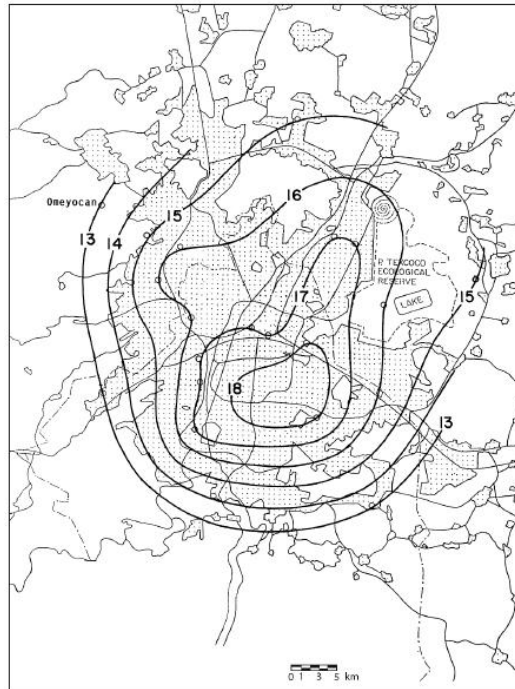 Omeyocan
13
14
15
16
17
18
P TEXCOCO
ECOLOGICAL
RESERVE
LAKE
15
13
0 1 3 5 km